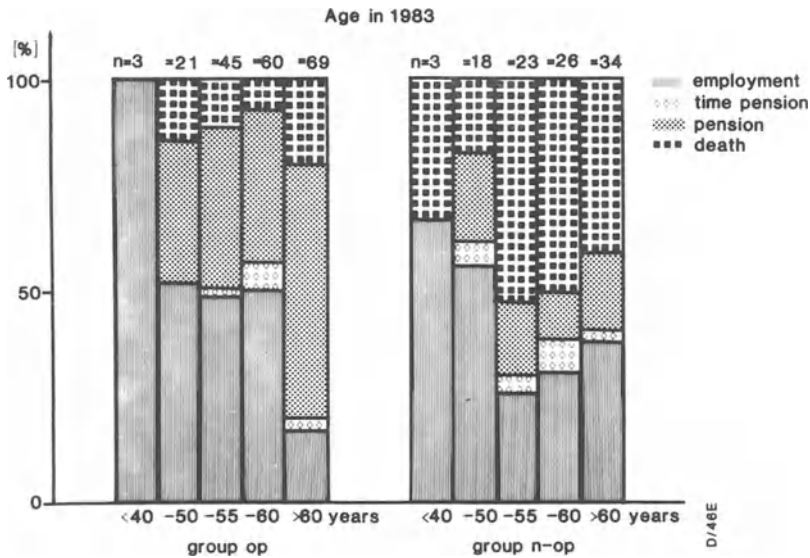 Age in 1983
[%]
n=3 =21 =45 =60 =69
n=3 =18 =23 =26 =34
100
50
0
employment
time pension
pension
death
<40 -50 -55 -60 >60 years
<40 -50 -55 -60 >60 years
group op
group n-op
D/46E